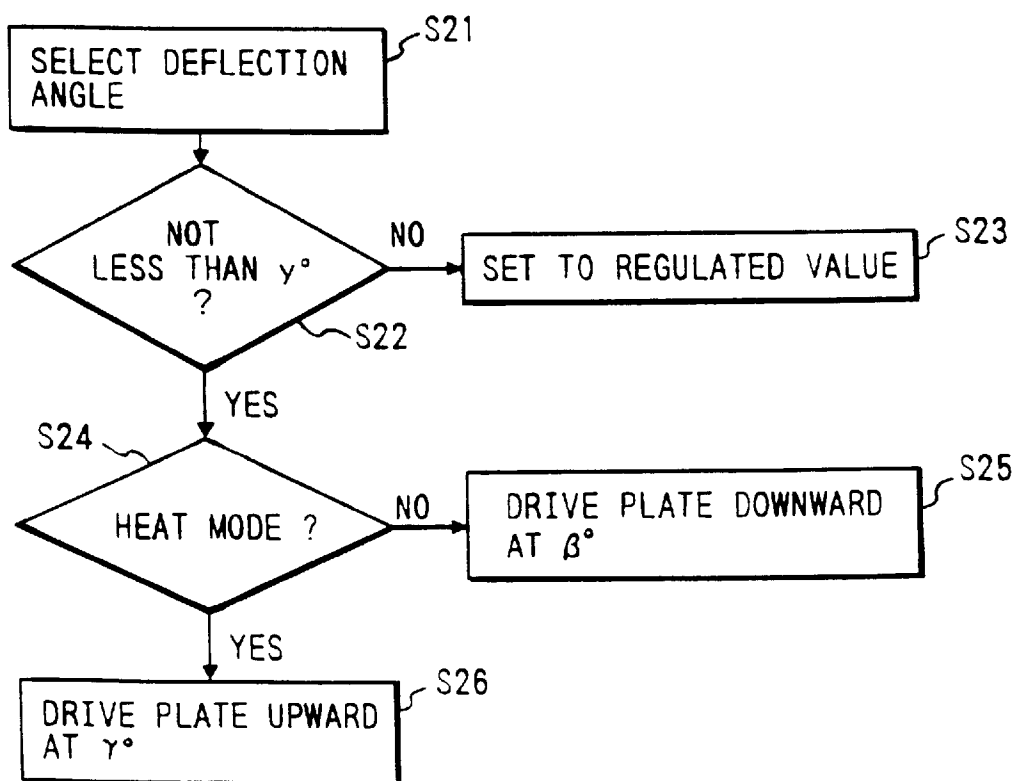 S21
SELECT DEFLECTION
ANGLE
NOT
LESS THAN γ°
?
NO
S23
SET TO REGULATED VALUE
S22
YES
S24
HEAT MODE ?
NO
S25
DRIVE PLATE DOWNWARD
AT β°
YES
S26
DRIVE PLATE UPWARD
AT γ°